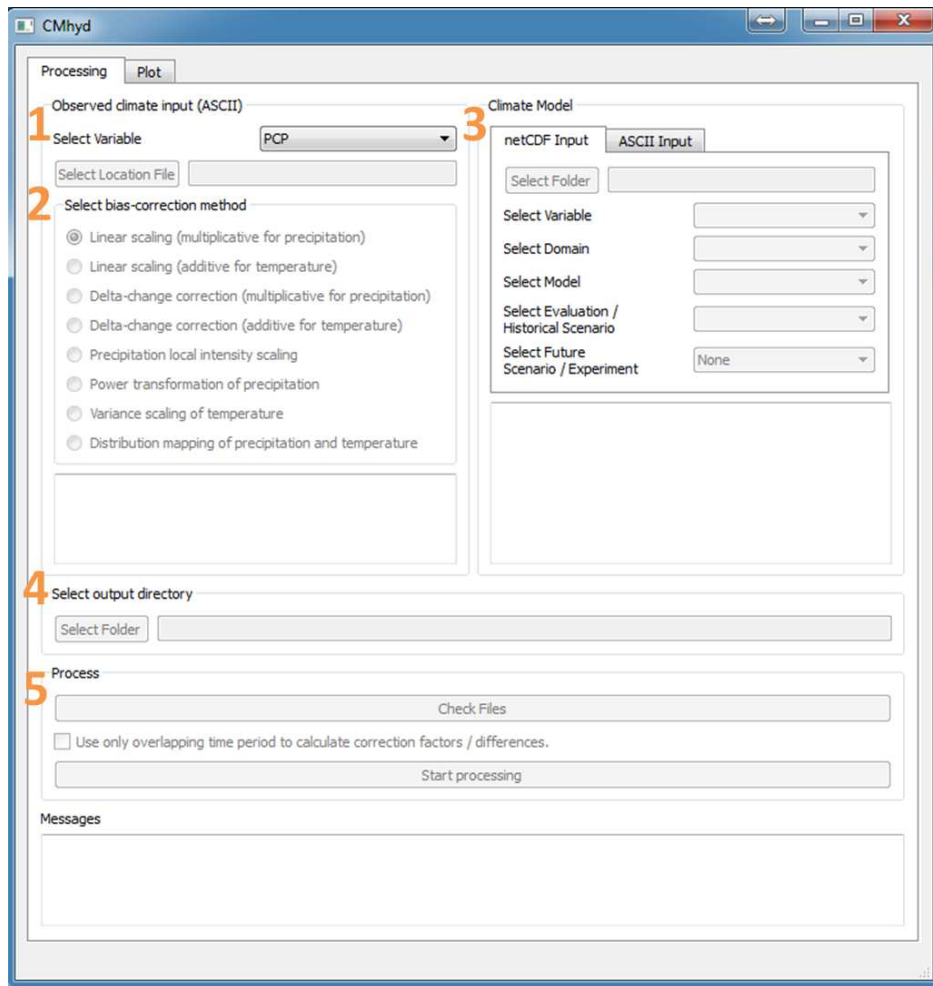 CMhyd
Processing
Plot
1
Observed climate input (ASCII)
Select Variable
PCP
Select Location File
2
Select bias-correction method
Linear scaling (multiplicative for precipitation)
Linear scaling (additive for temperature)
Delta-change correction (multiplicative for precipitation)
Delta-change correction (additive for temperature)
Precipitation local intensity scaling
Power transformation of precipitation
Variance scaling of temperature
Distribution mapping of precipitation and temperature
3
Climate Model
netCDF Input
ASCII Input
Select Folder
Select Variable
Select Domain
Select Model
Select Evaluation /
Historical Scenario
Select Future
Scenario / Experiment
None
4
Select output directory
Select Folder
5
Process
Check Files
Use only overlapping time period to calculate correction factors / differences.
Start processing
Messages